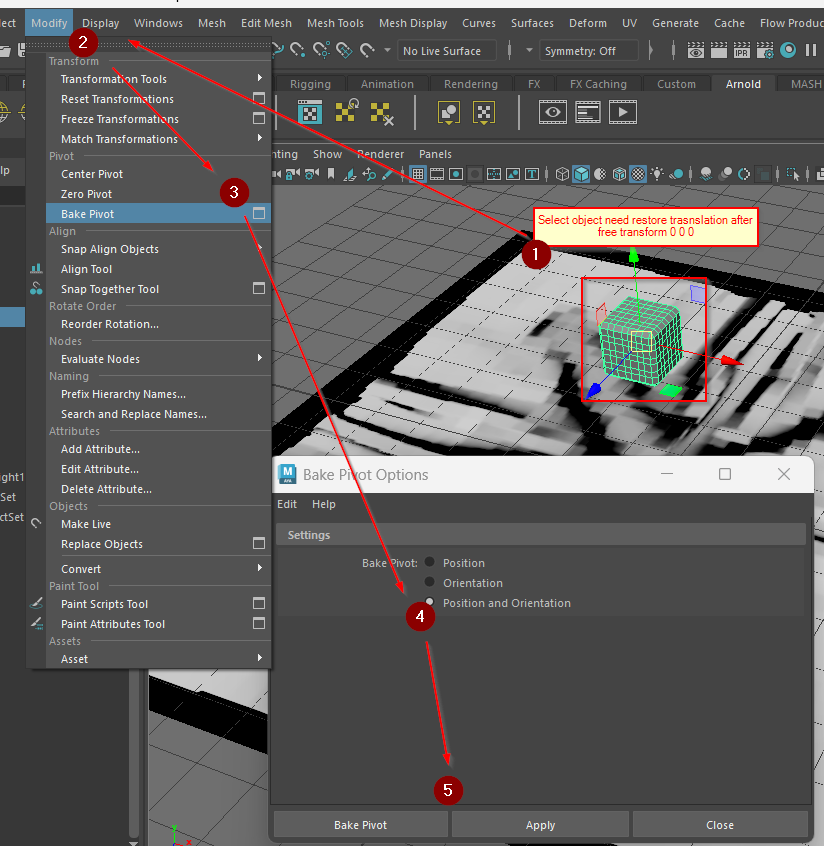 Modify
Display
Windows
Mesh
Edit Mesh
Mesh Tools
Mesh Display
Curves
Surfaces
Deform
UV
Generate
Cache
Flow Produc
No Live Surface
Symmetry: Off
IPR
Rigging
Animation
Rendering
FX
FX Caching
Custom
Arnold
MASH
Show
Renderer
Panels
2
Transform
Transformation Tools
Reset Transformations
Freeze Transformations
Match Transformations
Pivot
Center Pivot
Zero Pivot
Bake Pivot
3
Align
Snap Align Objects
Align Tool
Snap Together Tool
Rotate Order
Reorder Rotation...
Nodes
Evaluate Nodes
Naming
Prefix Hierarchy Names...
Search and Replace Names...
Attributes
Add Attribute...
Edit Attribute...
Delete Attribute...
Objects
Make Live
Replace Objects
Convert
Paint Tool
Paint Scripts Tool
Paint Attributes Tool
Assets
Asset
ight1
Set
ctSet
Select object need restore trasnslation after
free transform 0 0 0
1
M
Bake Pivot Options
Edit
Help
Settings
Bake Pivot:
Position
Orientation
Position and Orientation
4
5
Bake Pivot
Apply
Close
y
x